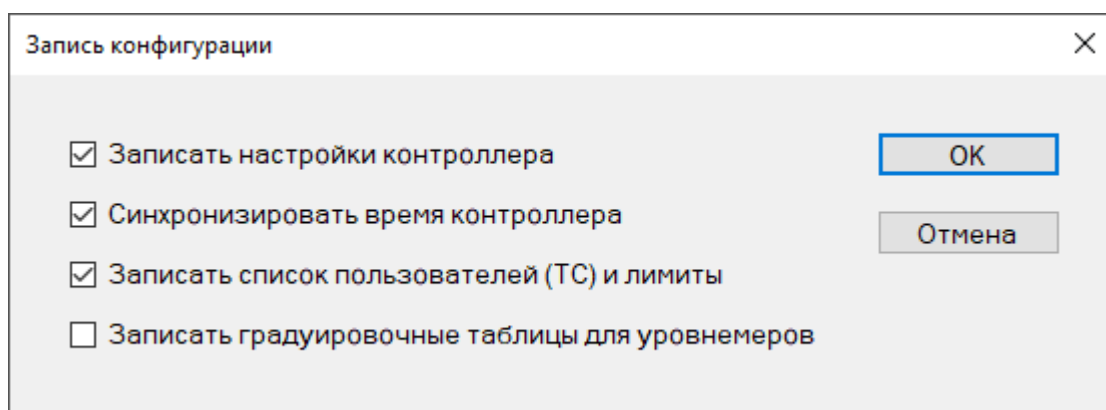 Запись конфигурации
Записать настройки контроллера
OK
Синхронизировать время контроллера
Отмена
Записать список пользователей (ТС) и лимиты
Записать градуировочные таблицы для уровнемеров